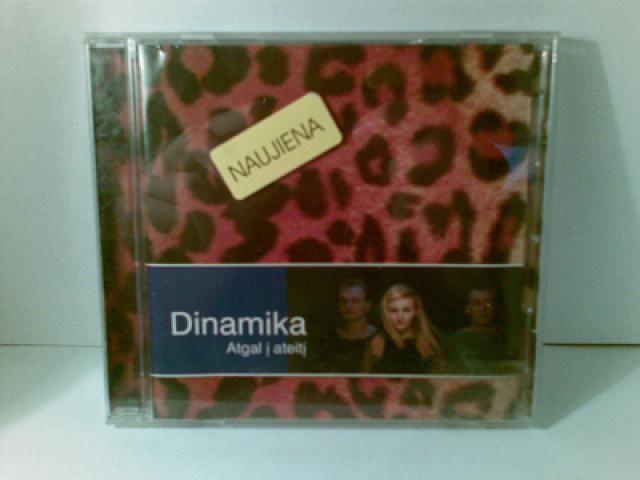 NAUJIENA
Dinamika
Atgal į ateitį